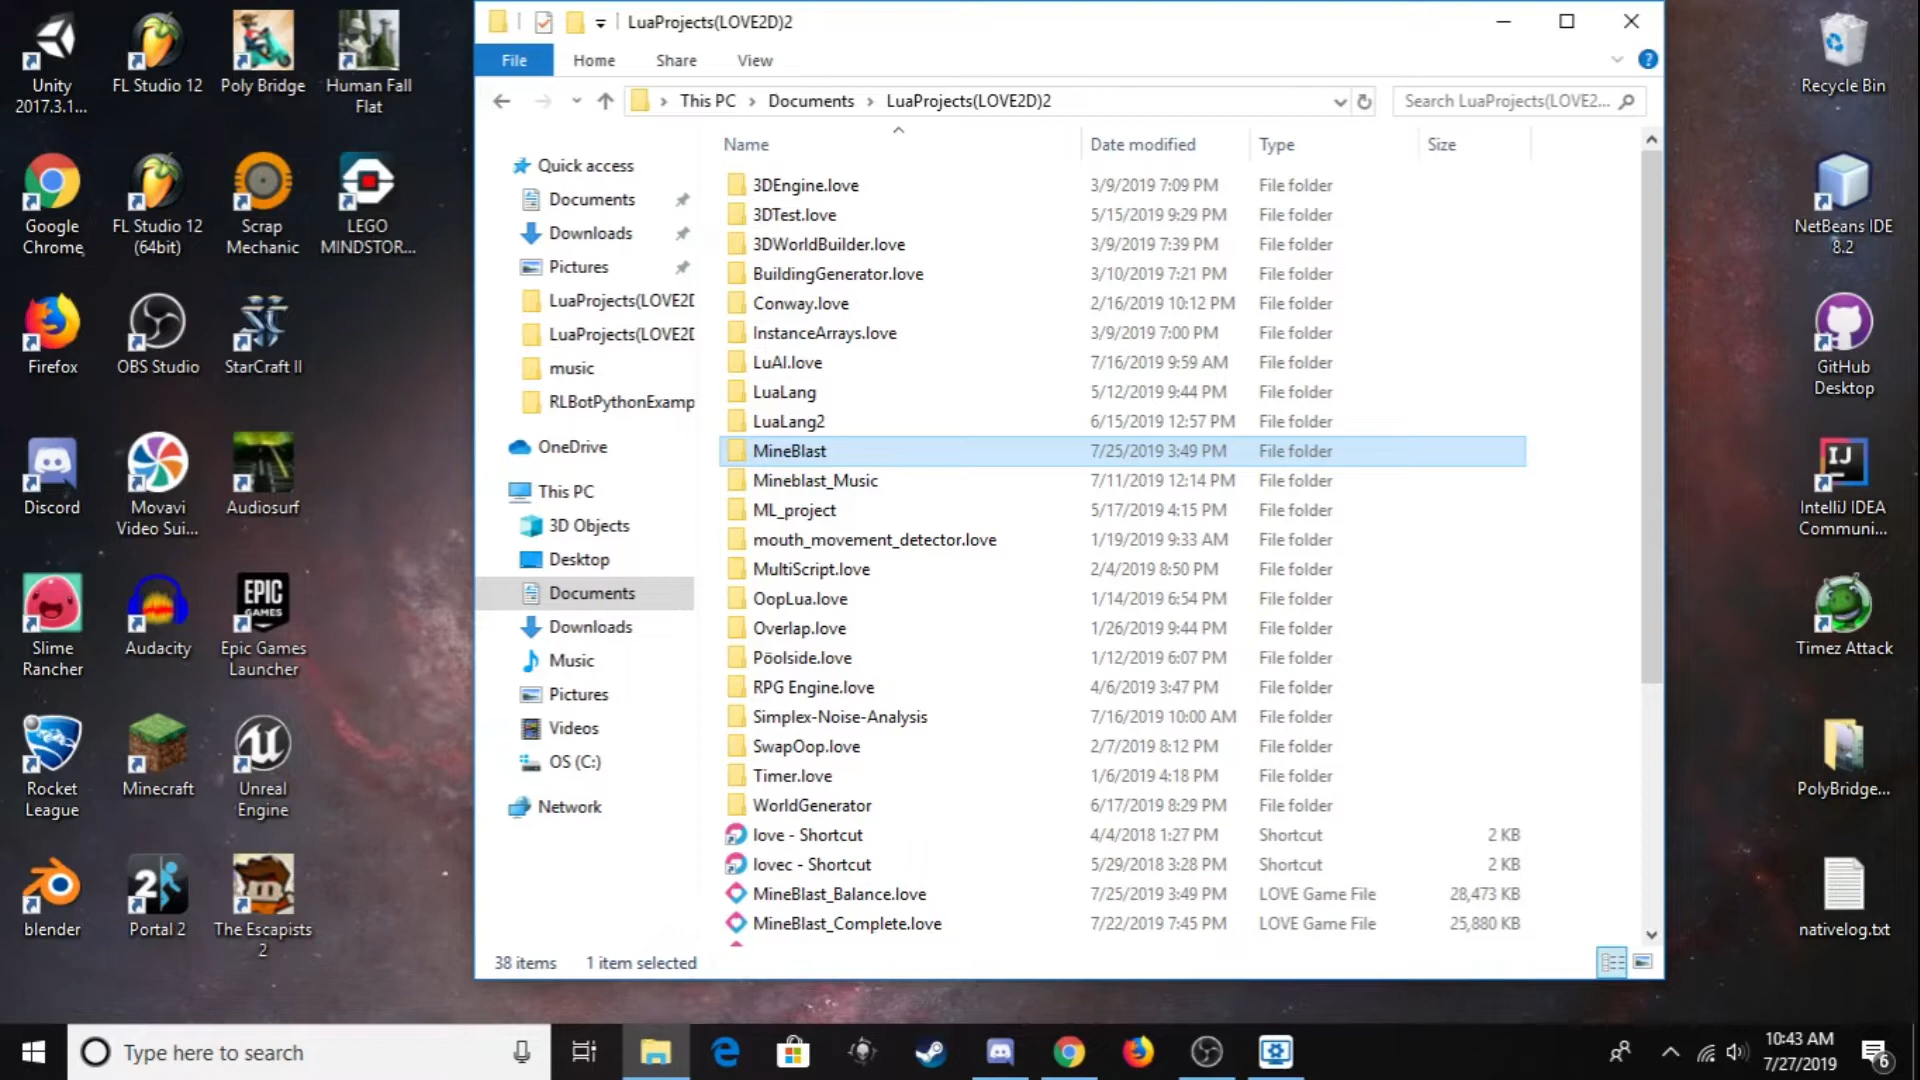 Unity
2017.3.1...
FL Studio 12
Poly Bridge
Human Fall
Flat
Google
Chrome
FL Studio 12
(64bit)
Scrap
Mechanic
LEGO
MINDSTOR...
Firefox
OBS Studio
StarCraft II
Discord
Movavi
Video Sui...
Audiosurf
Slime
Rancher
Audacity
EPIC
GAMES
Epic Games
Launcher
Rocket
League
Minecraft
Unreal
Engine
blender
2
Portal 2
The Escapists
2
LuaProjects(LOVE2D)2
File Home Share View
This PC > Documents > LuaProjects(LOVE2D)2
Search LuaProjects(LOVE2...
Quick access
Documents
Downloads
Pictures
LuaProjects(LOVE2D
LuaProjects(LOVE2D
music
RLBotPythonExamp
OneDrive
This PC
3D Objects
Desktop
Documents
Downloads
Music
Pictures
Videos
OS (C:)
Network
Name Date modified Type Size
3DEngine.love 3/9/2019 7:09 PM File folder
3DTest.love 5/15/2019 9:29 PM File folder
3DWorldBuilder.love 3/9/2019 7:39 PM File folder
BuildingGenerator.love 3/10/2019 7:21 PM File folder
Conway.love 2/16/2019 10:12 PM File folder
InstanceArrays.love 3/9/2019 7:00 PM File folder
LuAI.love 7/16/2019 9:59 AM File folder
LuaLang 5/12/2019 9:44 PM File folder
LuaLang2 6/15/2019 12:57 PM File folder
MineBlast 7/25/2019 3:49 PM File folder
Mineblast_Music 7/11/2019 12:14 PM File folder
ML_project 5/17/2019 4:15 PM File folder
mouth_movement_detector.love 1/19/2019 9:33 AM File folder
MultiScript.love 2/4/2019 8:50 PM File folder
OopLua.love 1/14/2019 6:54 PM File folder
Overlap.love 1/26/2019 9:44 PM File folder
Pöolside.love 1/12/2019 6:07 PM File folder
RPG Engine.love 4/6/2019 3:47 PM File folder
Simplex-Noise-Analysis 7/16/2019 10:00 AM File folder
SwapOop.love 2/7/2019 8:12 PM File folder
Timer.love 1/6/2019 4:18 PM File folder
WorldGenerator 6/17/2019 8:29 PM File folder
love - Shortcut 4/4/2018 1:27 PM Shortcut 2 KB
lovec - Shortcut 5/29/2018 3:28 PM Shortcut 2 KB
MineBlast_Balance.love 7/25/2019 3:49 PM LOVE Game File 28,473 KB
MineBlast_Complete.love 7/22/2019 7:45 PM LOVE Game File 25,880 KB
38 items 1 item selected
Recycle Bin
NetBeans IDE
8.2
GitHub
Desktop
IJ
IntelliJ IDEA
Communi...
Timez Attack
PolyBridge...
nativelog.txt
Type here to search
10:43 AM
7/27/2019
6